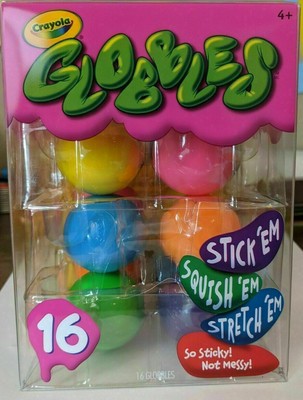 4+
Crayola
GLOBBLES
STICK 'EM
SQUISH 'EM
STRETCH 'EM
16
So Sticky!
Not Messy!
16 GLOBBLES